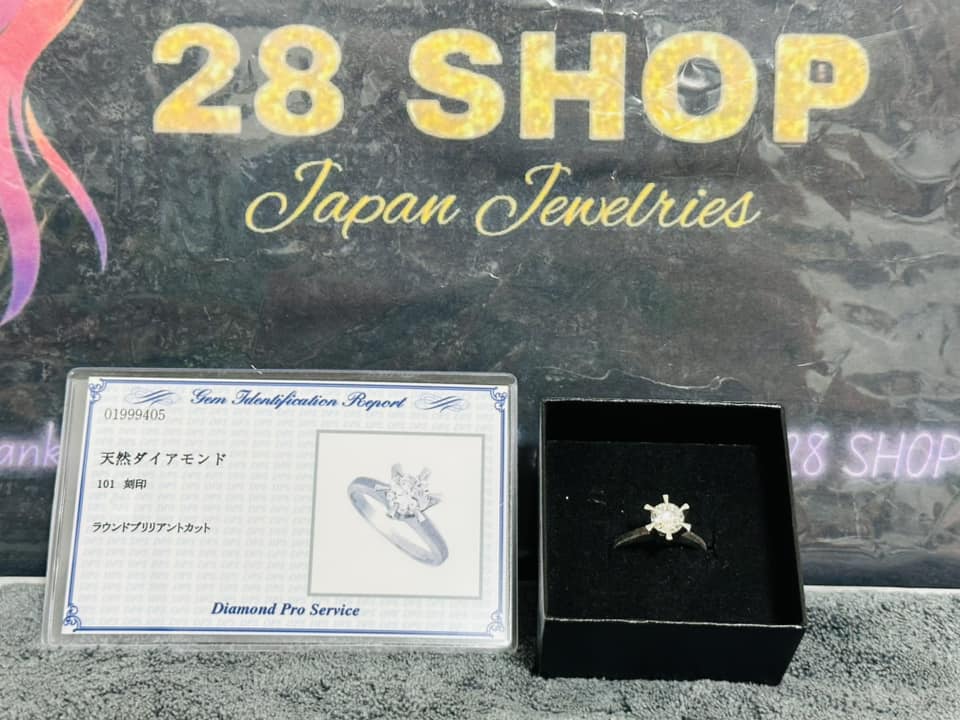 28 SHOP
Japan Jewelries
Gem Identification Report
01999405
天然ダイアモンド
101 刻印
ラウンドブリリアントカット
Diamond Pro Service
28 SHOP